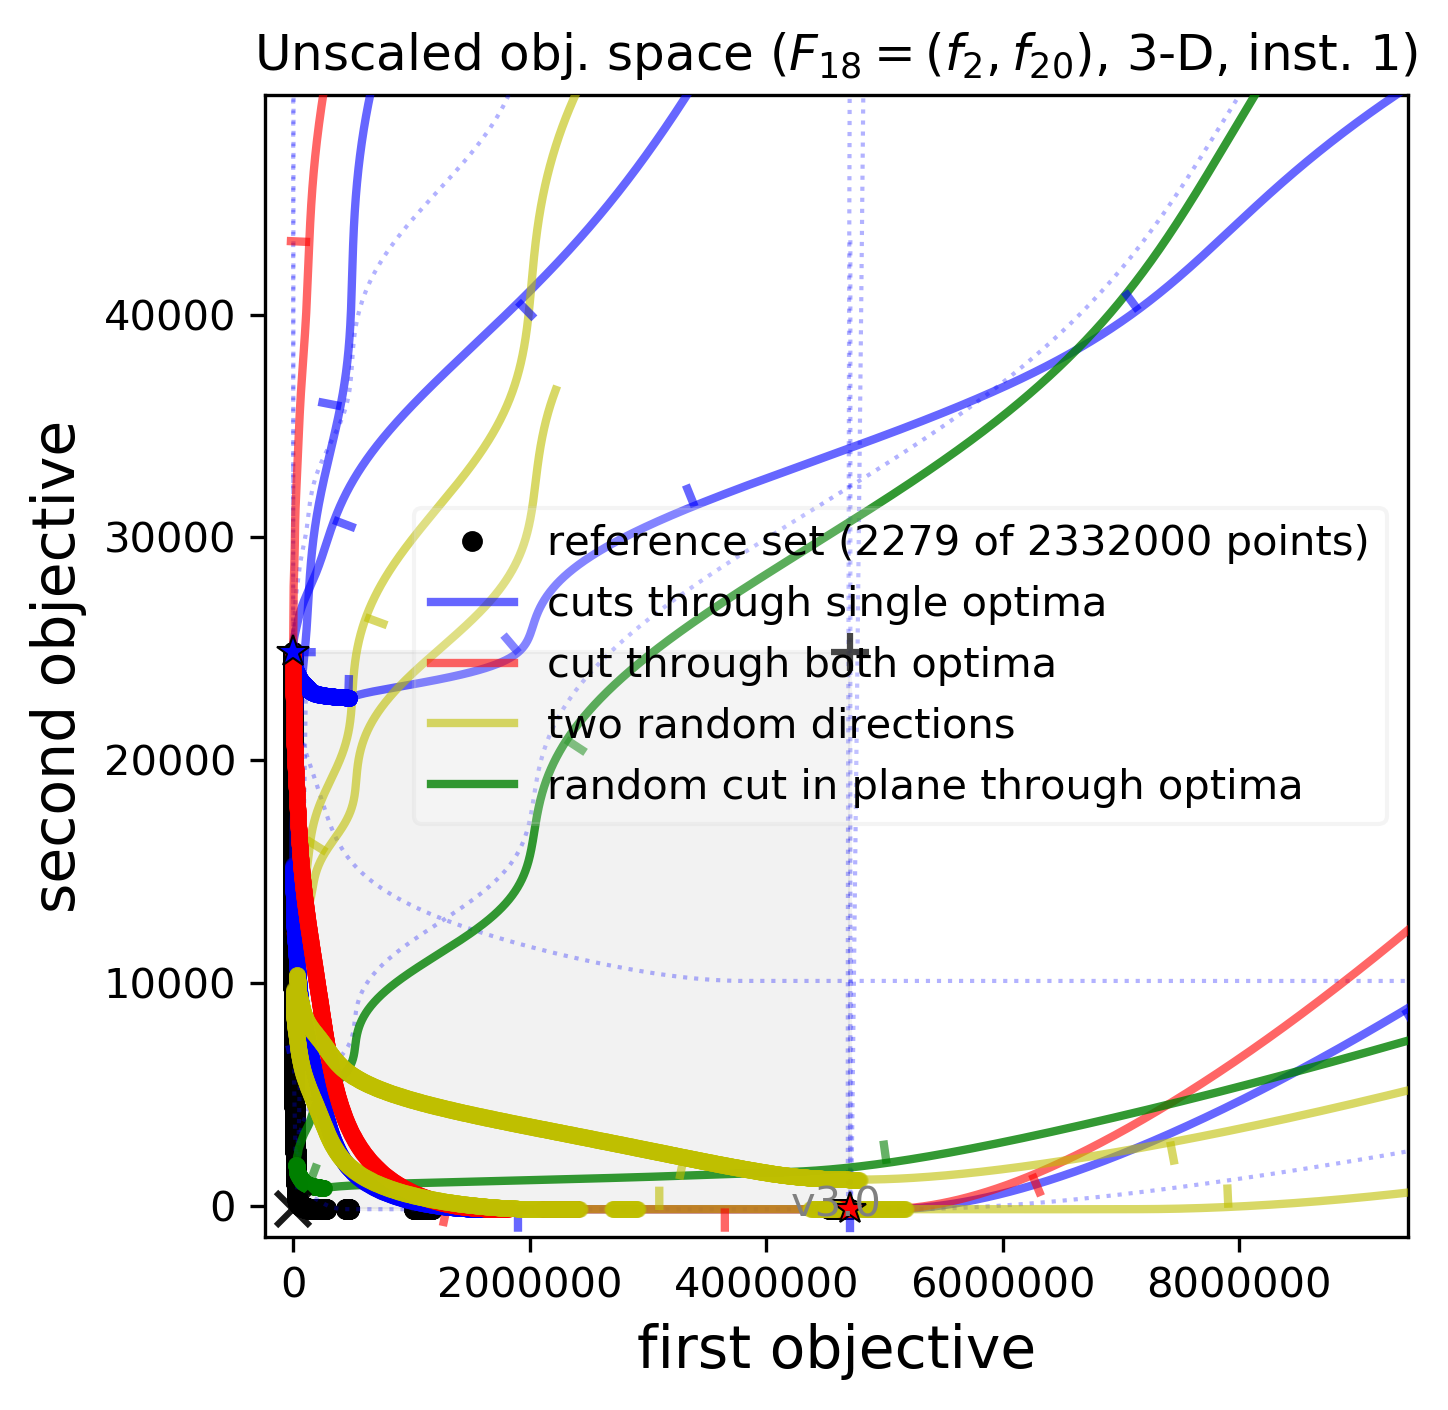 Unscaled obj. space (F₁₈ = (f₂, f₂₀), 3-D, inst. 1)
second objective
40000
30000
20000
10000
0
reference set (2279 of 2332000 points)
cuts through single optima
cut through both optima
two random directions
random cut in plane through optima
v3.0
0
2000000
4000000
6000000
8000000
first objective